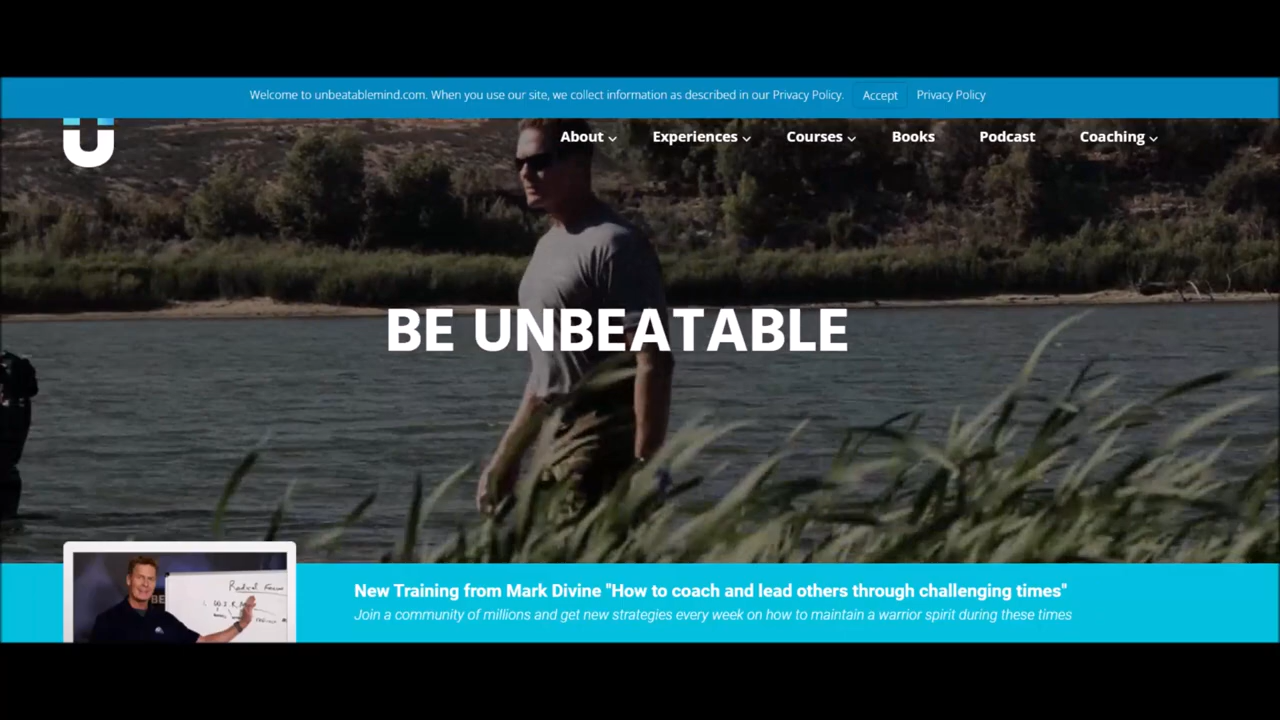 Welcome to unbeatablemind.com. When you use our site, we collect information as described in our Privacy Policy. Accept Privacy Policy
U
About Experiences Courses Books Podcast Coaching
BE UNBEATABLE
New Training from Mark Divine "How to coach and lead others through challenging times"
Join a community of millions and get new strategies every week on how to maintain a warrior spirit during these times
Radical Focus